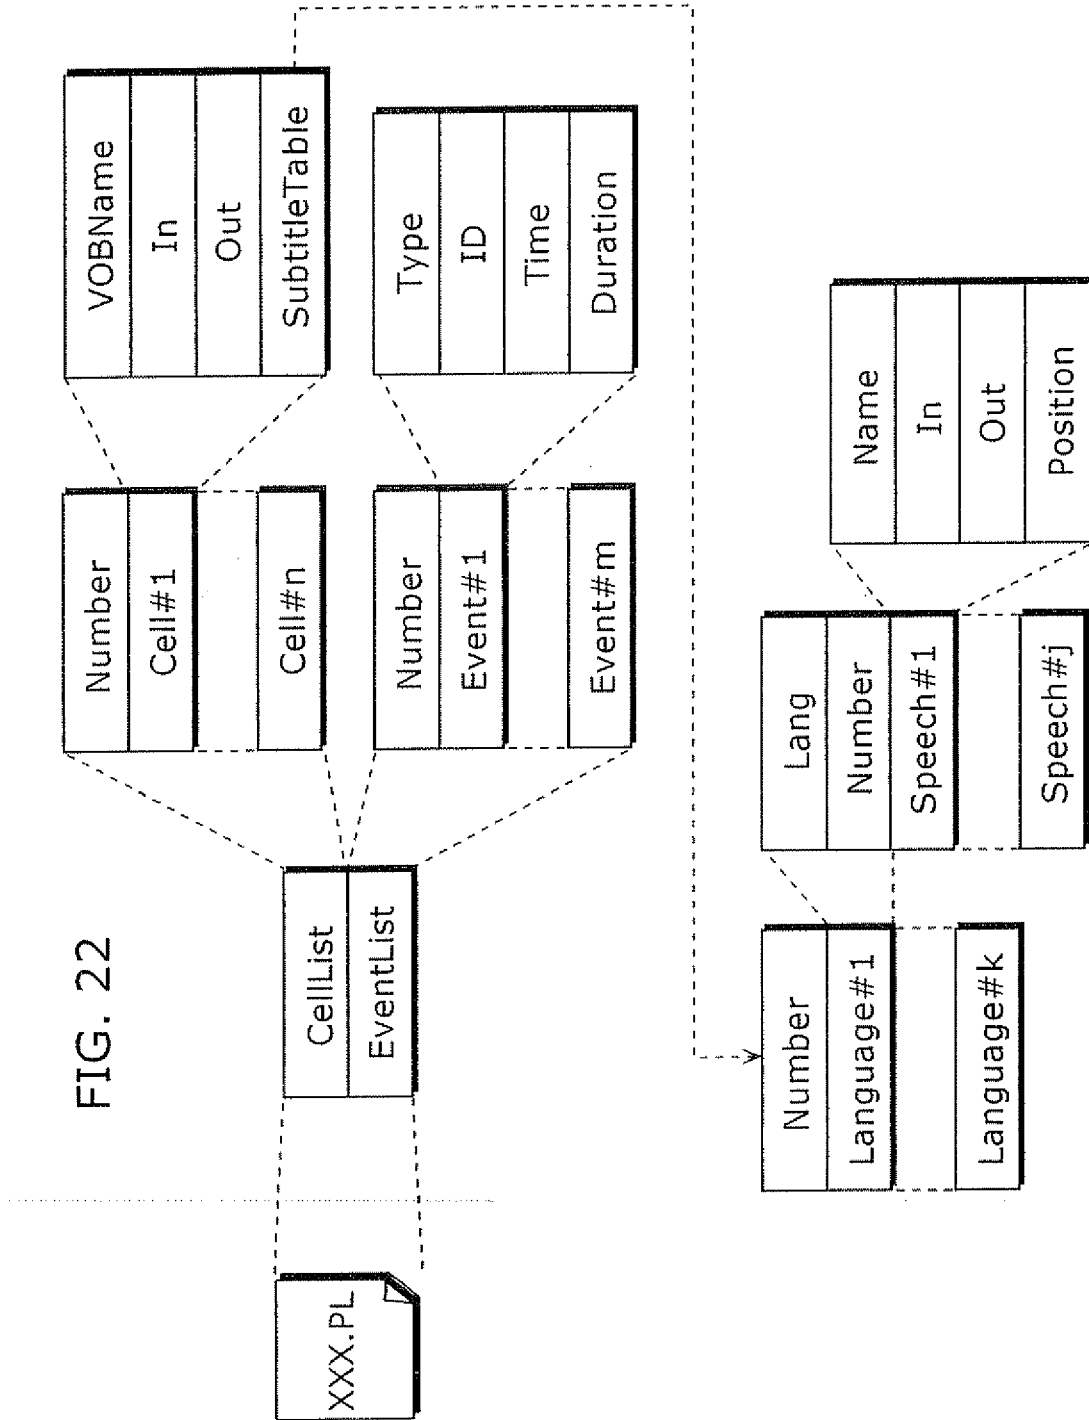 FIG. 22
XXX.PL
CellList
EventList
Number
Cell#1
Cell#n
Number
Event#1
Event#m
VOBName
In
Out
SubtitleTable
Type
ID
Time
Duration
Number
Language#1
Language#k
Lang
Number
Speech#1
Speech#j
Name
In
Out
Position